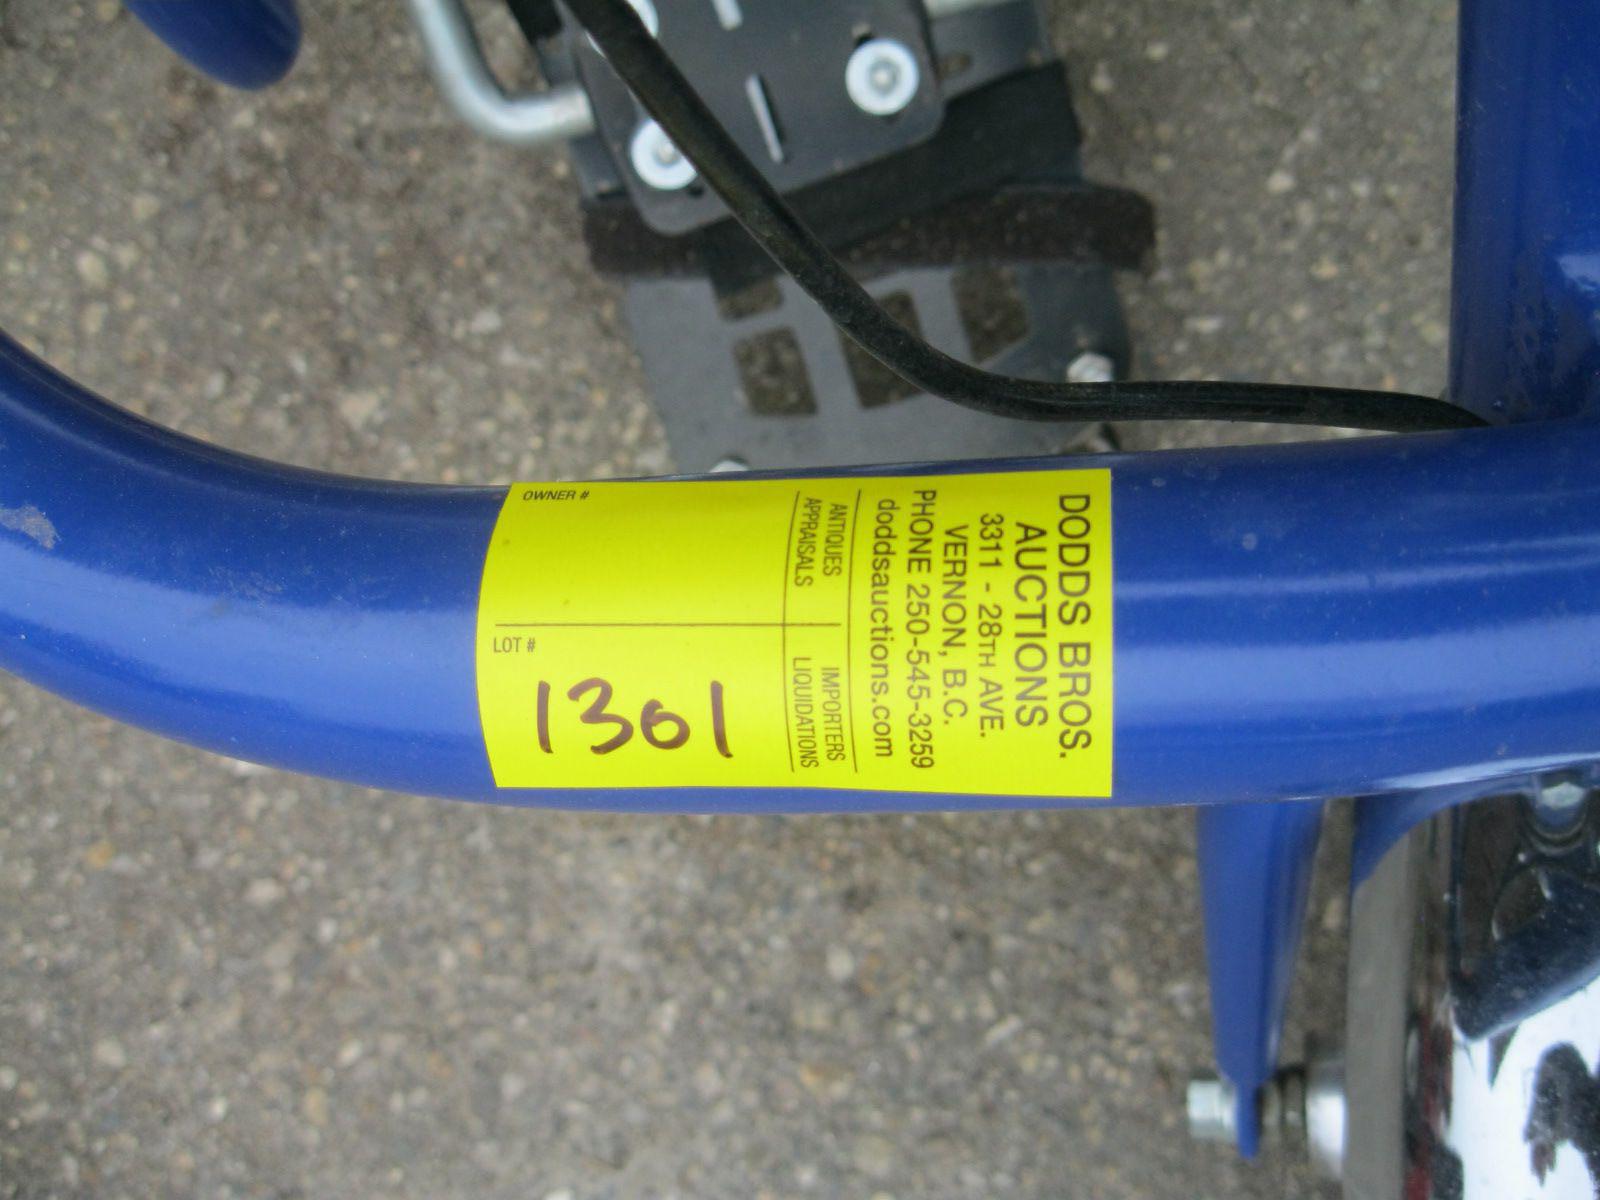 DODDS BROS.
AUCTIONS
3311 - 28TH AVE.
VERNON, B.C.
PHONE 250-545-3259
doddsauctions.com
ANTIQUES
APPRAISALS
IMPORTERS
LIQUIDATIONS
OWNER #
LOT #
1301